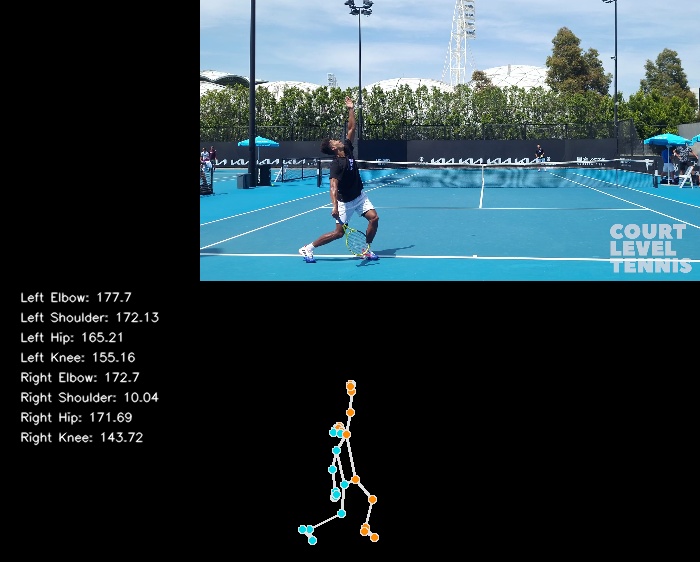 COURT
LEVEL
TENNIS
Left Elbow: 177.7
Left Shoulder: 172.13
Left Hip: 165.21
Left Knee: 155.16
Right Elbow: 172.7
Right Shoulder: 10.04
Right Hip: 171.69
Right Knee: 143.72